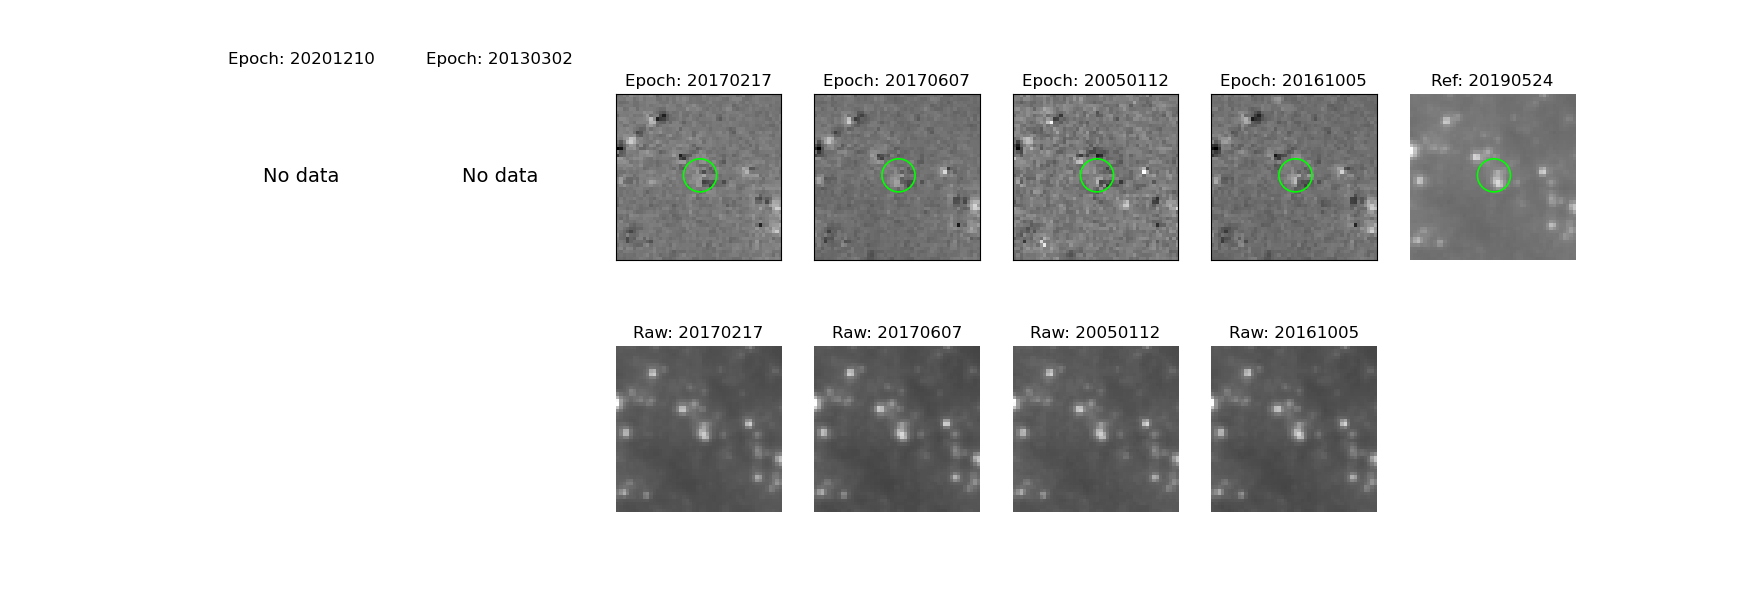 Epoch: 20201210
Epoch: 20130302
Epoch: 20170217
Epoch: 20170607
Epoch: 20050112
Epoch: 20161005
Ref: 20190524
No data
No data
Raw: 20170217
Raw: 20170607
Raw: 20050112
Raw: 20161005